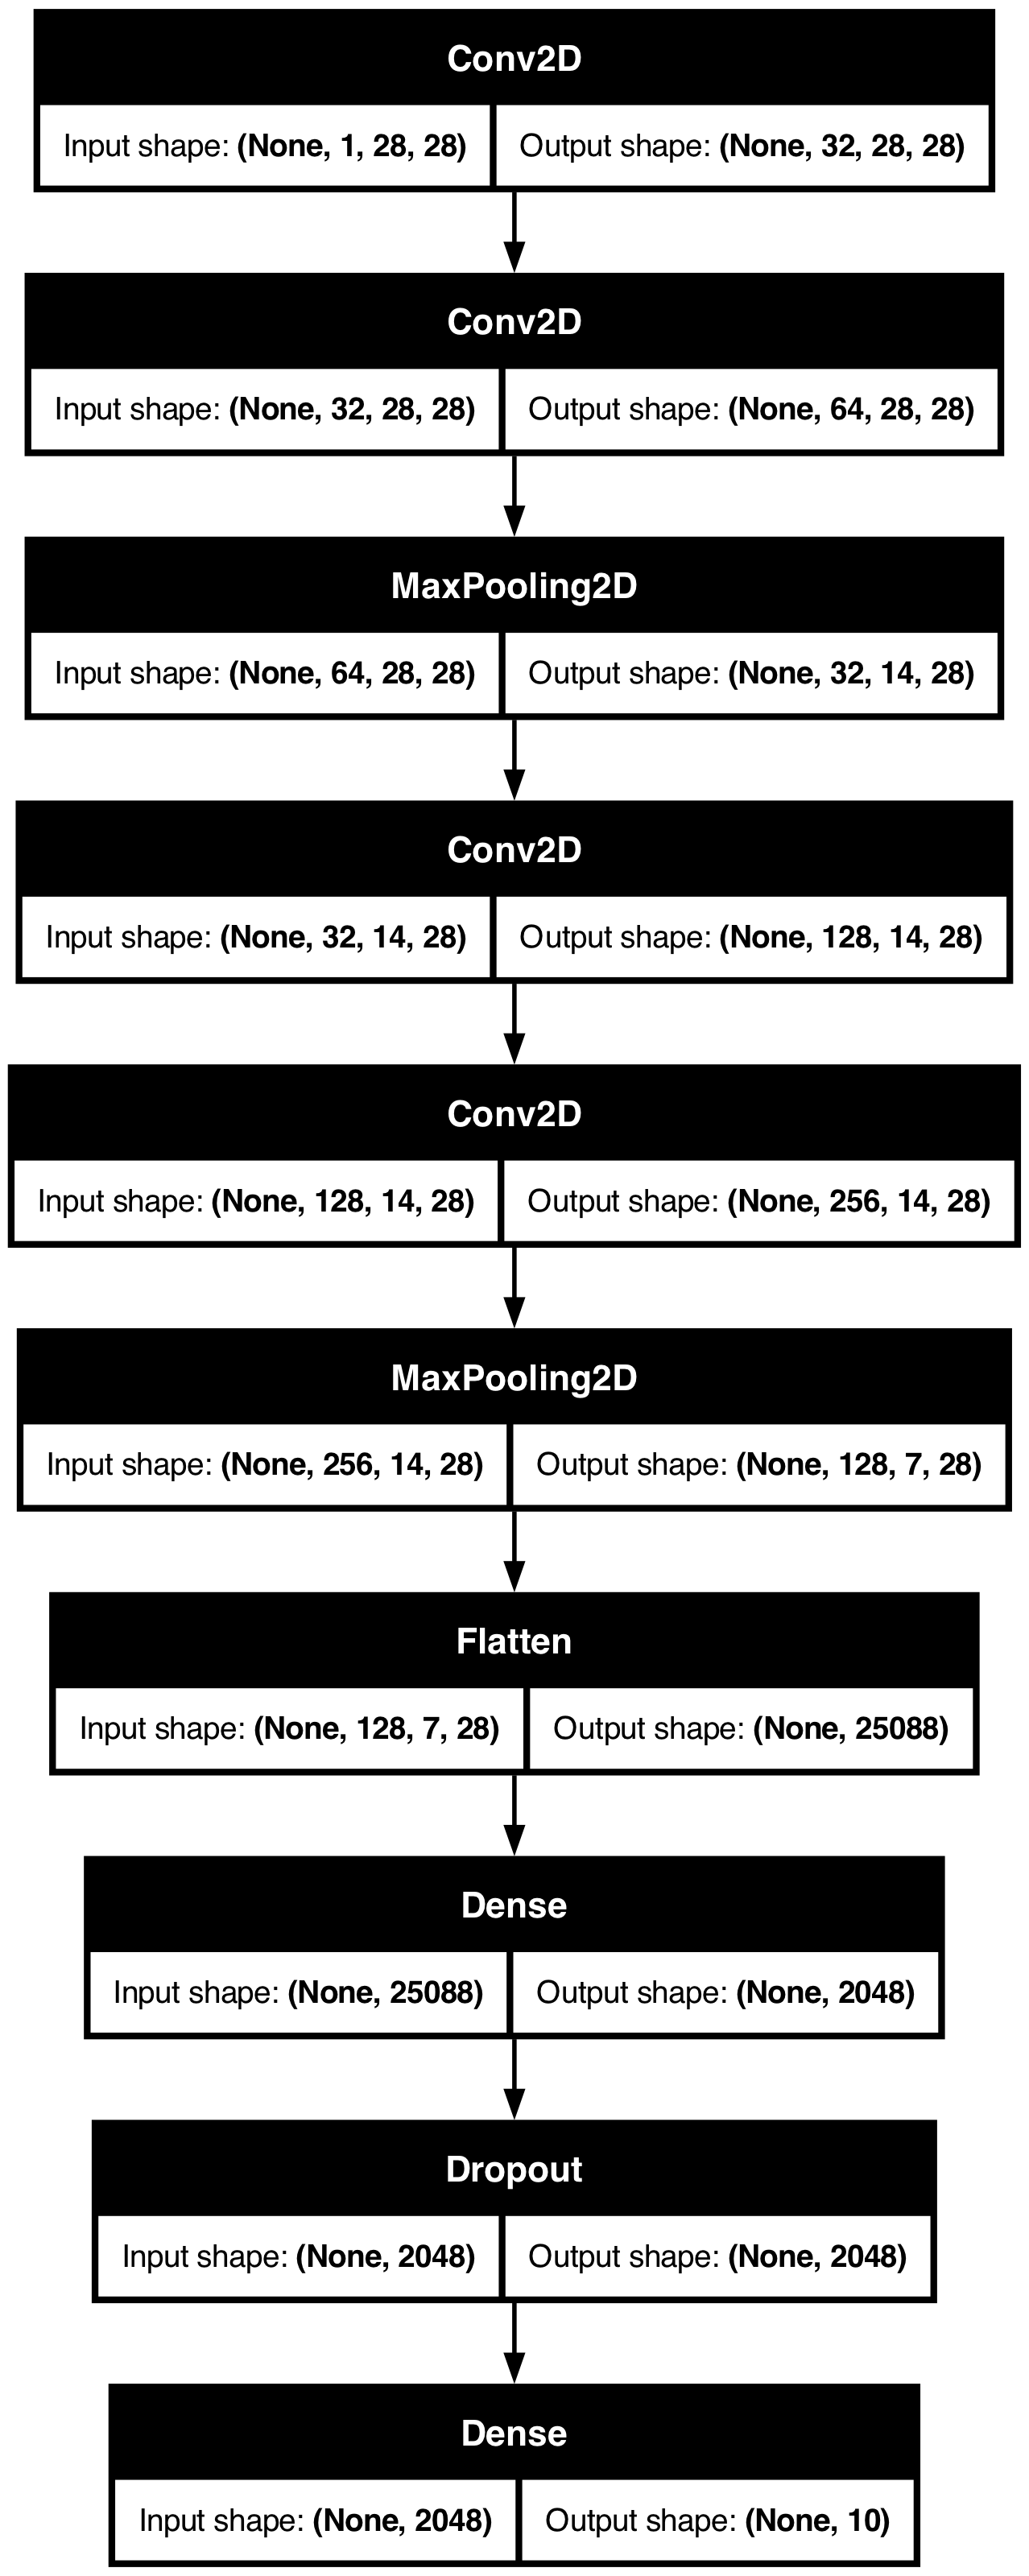 Conv2D
Input shape: (None, 1, 28, 28) Output shape: (None, 32, 28, 28)
Conv2D
Input shape: (None, 32, 28, 28) Output shape: (None, 64, 28, 28)
MaxPooling2D
Input shape: (None, 64, 28, 28) Output shape: (None, 32, 14, 28)
Conv2D
Input shape: (None, 32, 14, 28) Output shape: (None, 128, 14, 28)
Conv2D
Input shape: (None, 128, 14, 28) Output shape: (None, 256, 14, 28)
MaxPooling2D
Input shape: (None, 256, 14, 28) Output shape: (None, 128, 7, 28)
Flatten
Input shape: (None, 128, 7, 28) Output shape: (None, 25088)
Dense
Input shape: (None, 25088) Output shape: (None, 2048)
Dropout
Input shape: (None, 2048) Output shape: (None, 2048)
Dense
Input shape: (None, 2048) Output shape: (None, 10)